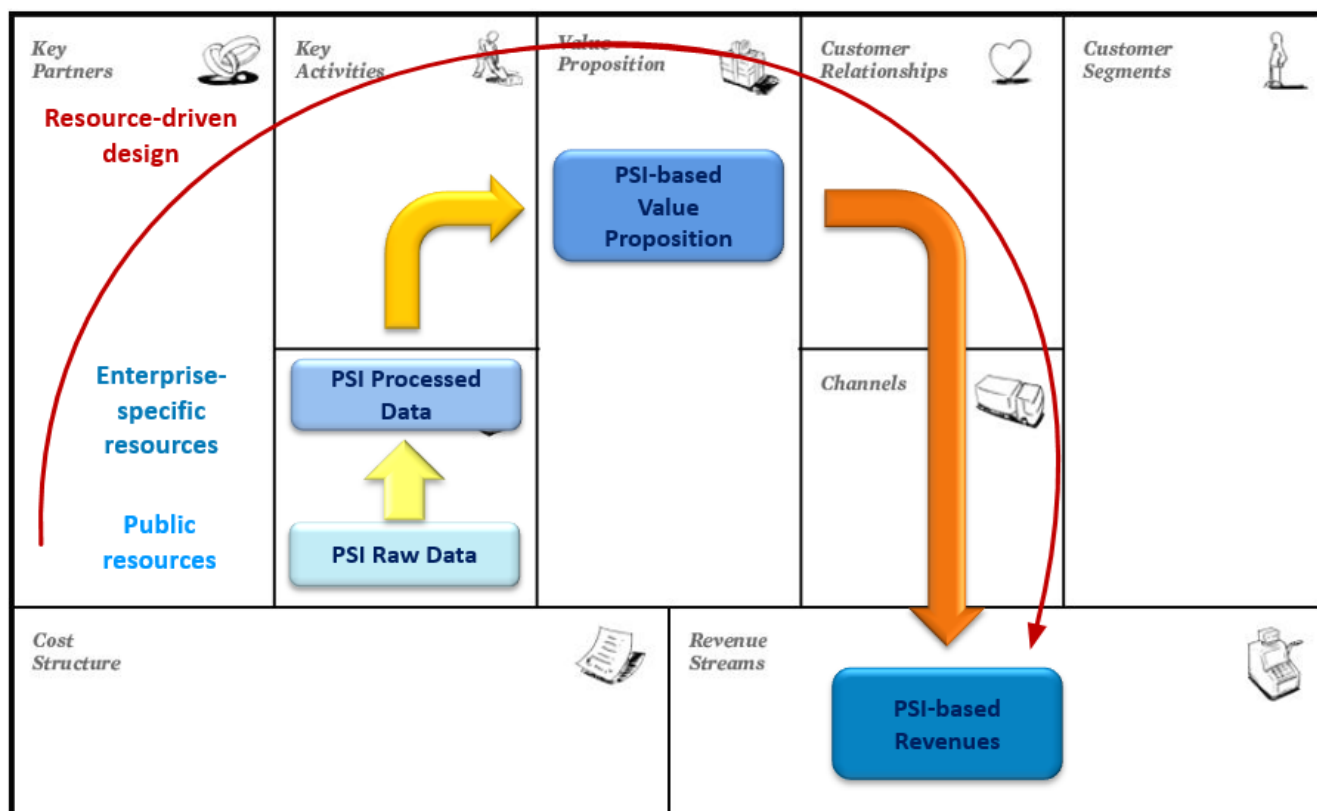 Key
Partners
Key
Activities
Value
Proposition
Customer
Relationships
Customer
Segments
Resource-driven
design
PSI-based
Value
Proposition
Enterprise-
specific
resources
PSI Processed
Data
Channels
Public
resources
PSI Raw Data
Cost
Structure
Revenue
Streams
PSI-based
Revenues